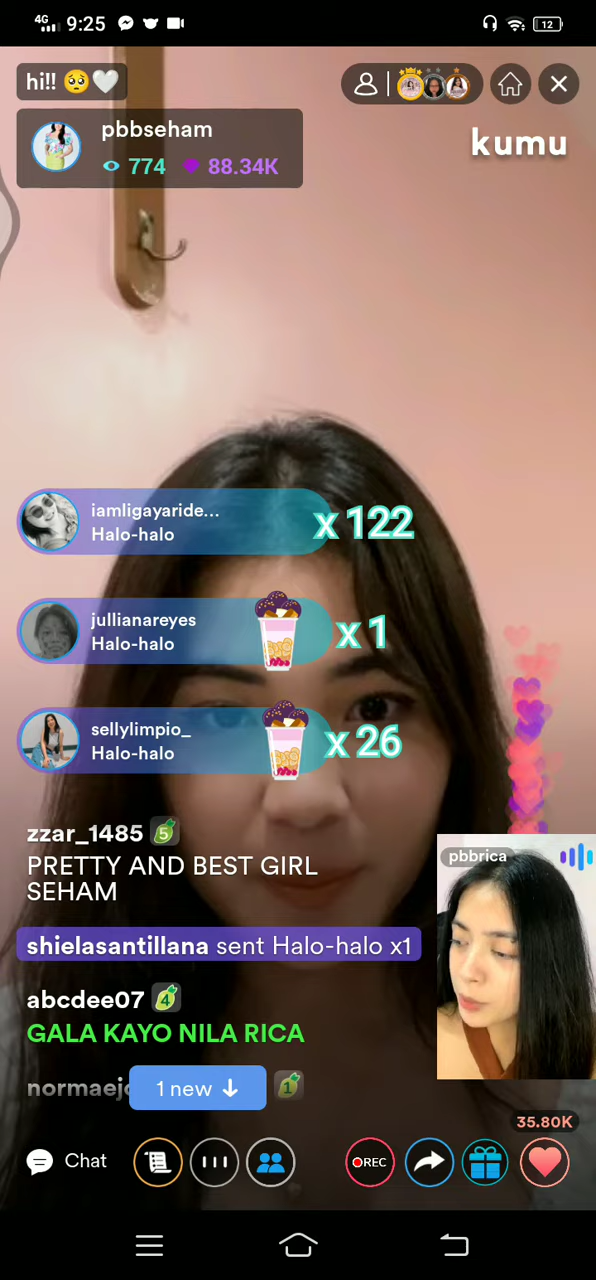 4G 9:25 12
hi!! 🥺🤍
pbbseham
774 88.34K
kumu
iamligayaride...
Halo-halo
x 122
jullianareyes
Halo-halo
x 1
sellylimpio_
Halo-halo
x 26
zzar_1485 5
PRETTY AND BEST GIRL
SEHAM
pbbrica
shielasantillana sent Halo-halo x1
abcdee07 4
GALA KAYO NILA RICA
1 new 1
35.80K
Chat
REC